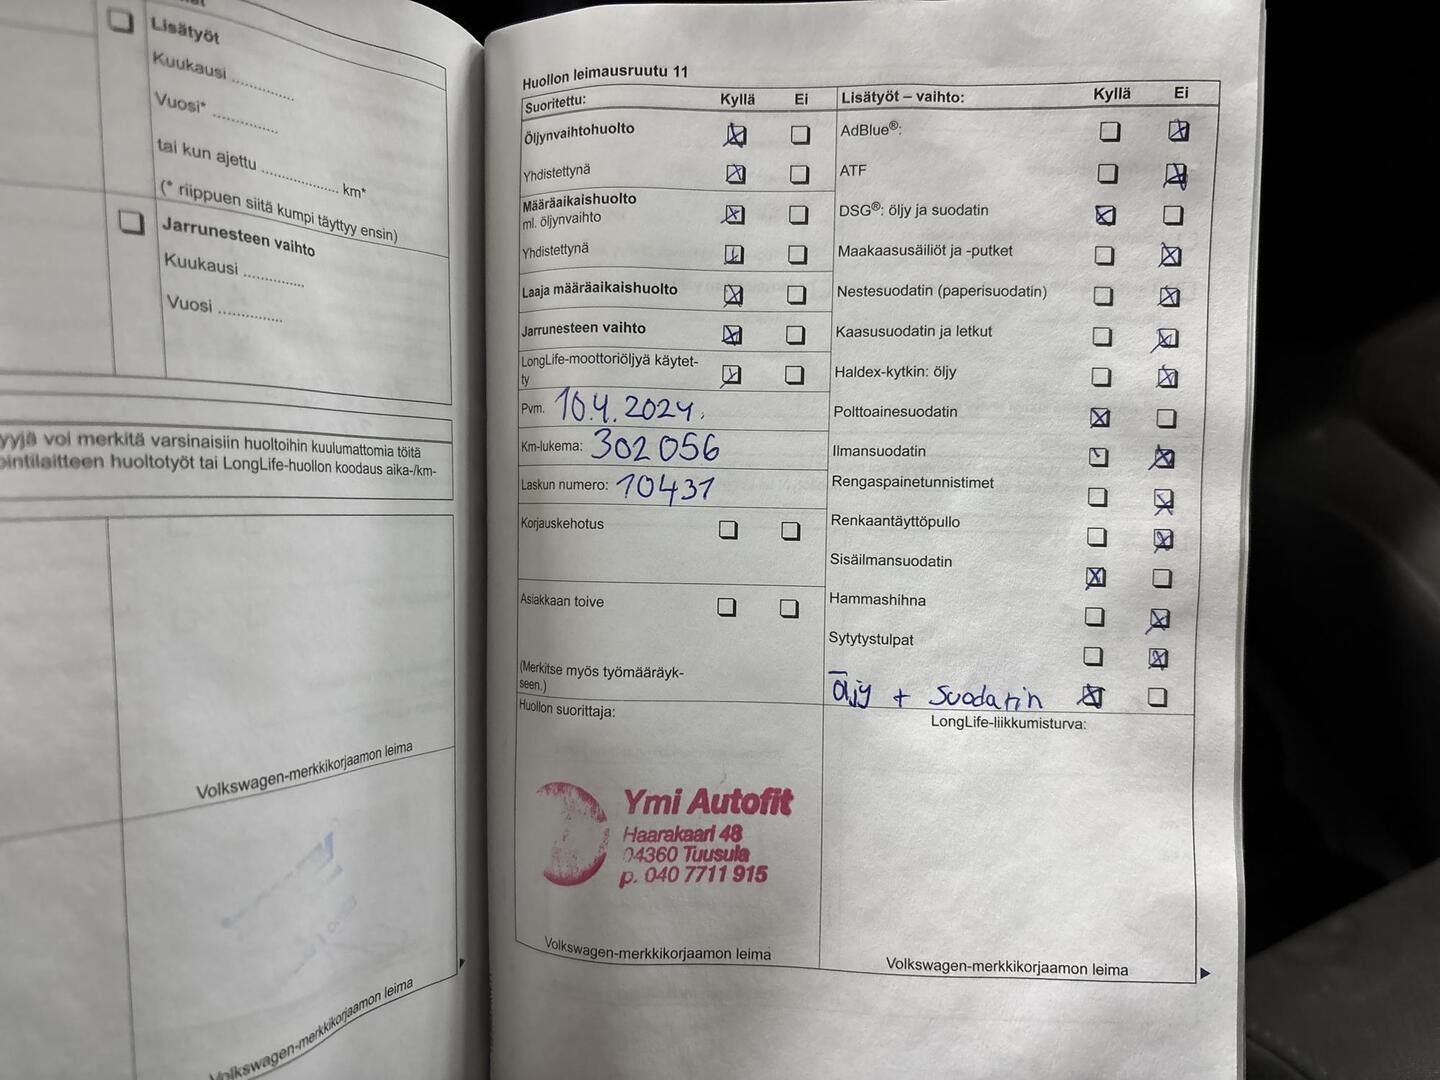 Lisätyöt
Kuukausi ...............
Vuosi* ...............
tai kun ajettu .................. km*
(* riippuen siitä kumpi täyttyy ensin)
Jarrunesteen vaihto
Kuukausi ..............
Vuosi ...............
voi merkitä varsinaisiin huoltoihin kuulumattomia töitä
huoltotyöt tai LongLife-huollon koodaus aika-/km-
Volkswagen-merkkikorjaamon leima
Volkswagen-merkkikorjaamon leima
Huollon leimausruutu 11
Suoritettu: Kyllä Ei
Öljynvaihtohuolto
Yhdistettynä
Määräaikaishuolto
ml. öljynvaihto
Yhdistettynä
Laaja määräaikaishuolto
Jarrunesteen vaihto
LongLife-moottoriöljyä käytet-
ty
Pvm. 10.4.2024.
Km-lukema: 302 056
Laskun numero: 10431
Korjauskehotus
Asiakkaan toive
(Merkitse myös työmääräyk-
seen.)
Huollon suorittaja:
Ymi Autofit
Haarakaari 48
04360 Tuusula
p. 040 7711 915
Volkswagen-merkkikorjaamon leima
Lisätyöt – vaihto: Kyllä Ei
AdBlue®:
ATF
DSG®: öljy ja suodatin
Maakaasusäiliöt ja -putket
Nestesuodatin (paperisuodatin)
Kaasusuodatin ja letkut
Haldex-kytkin: öljy
Polttoainesuodatin
Ilmansuodatin
Rengaspainetunnistimet
Renkaantäyttöpullo
Sisäilmansuodatin
Hammashihna
Sytytystulpat
Öljy + suodatin
LongLife-liikkumisturva:
Volkswagen-merkkikorjaamon leima